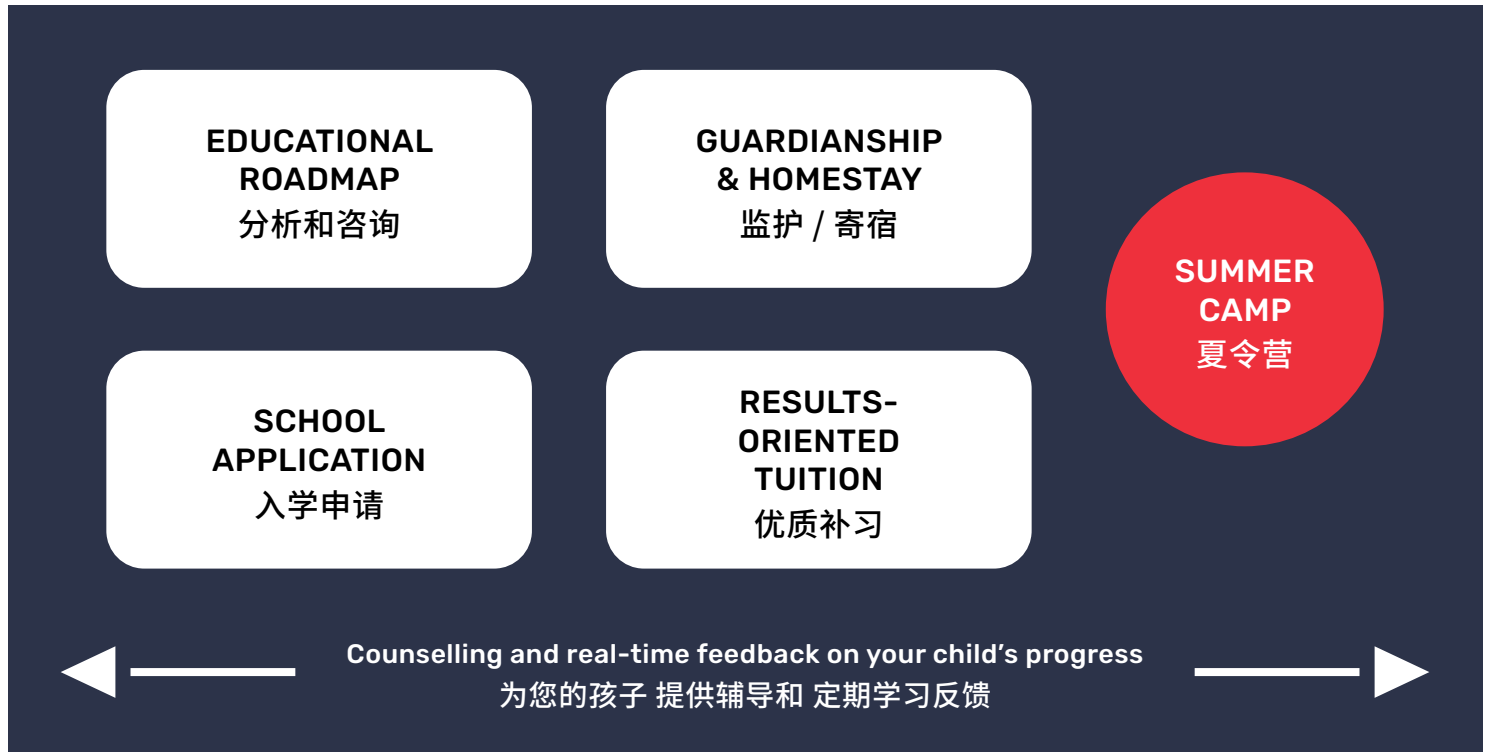 EDUCATIONAL
ROADMAP
分析和咨询
GUARDIANSHIP
& HOMESTAY
监护 / 寄宿
SCHOOL
APPLICATION
入学申请
RESULTS-
ORIENTED
TUITION
优质补习
SUMMER
CAMP
夏令营
Counselling and real-time feedback on your child’s progress
为您的孩子 提供辅导和 定期学习反馈